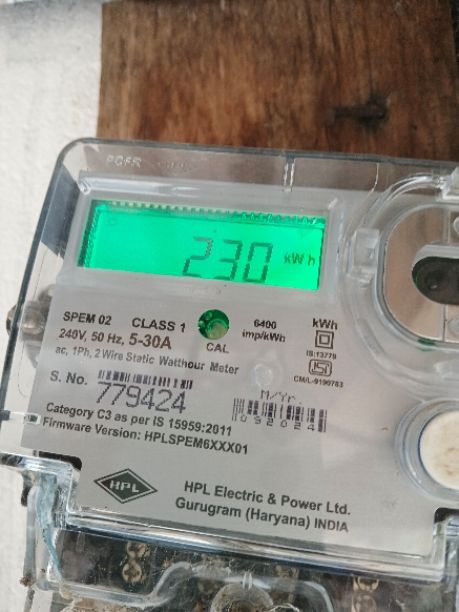 230 kWh
SPEM 02 CLASS 1
240V, 50 Hz, 5-30A
ac, 1Ph, 2 Wire Static Watthour Meter
CAL
6400
imp/kWh
kWh
IS:13779
ISI
CM/L-9190783
S. No.
779424
M/Yr.
Category C3 as per IS 15959:2011
Firmware Version: HPLSPEM6XXX01
HPL
HPL Electric & Power Ltd.
Gurugram (Haryana) INDIA